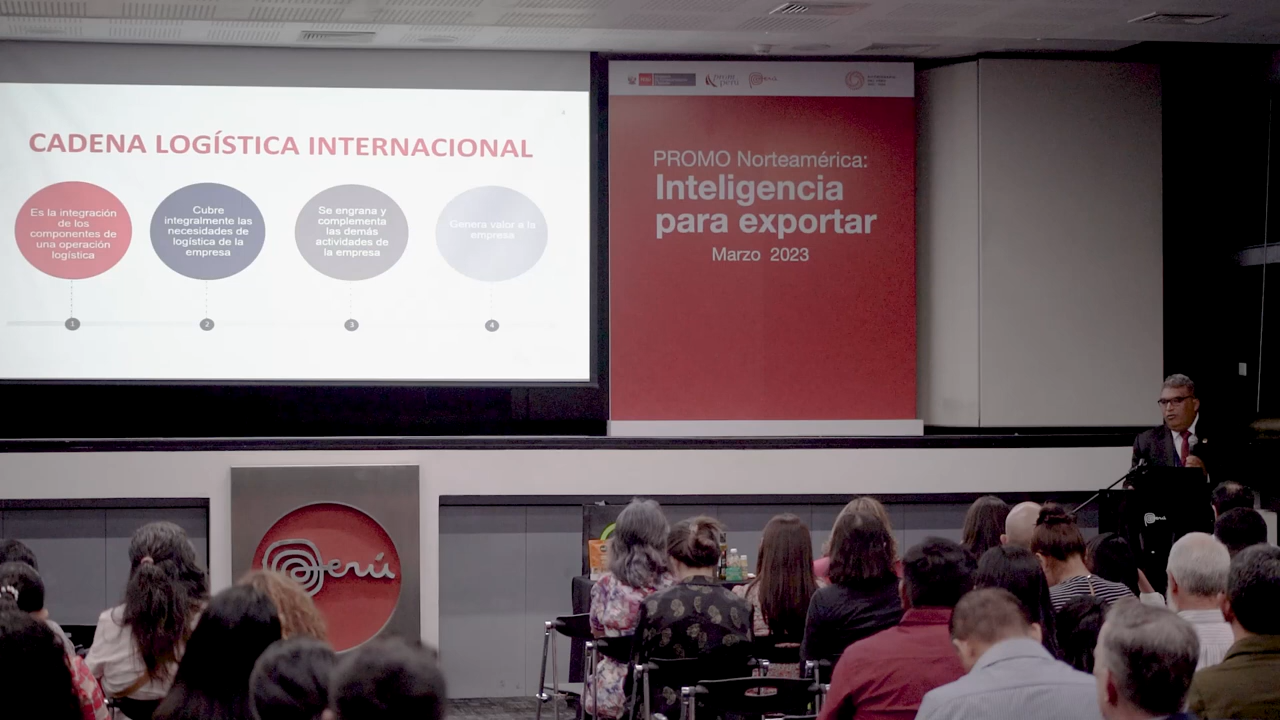 CADENA LOGÍSTICA INTERNACIONAL
Es la integración
de los
componentes de
una operación
logística
Cubre
integralmente las
necesidades de
logística de la
empresa
Se engrana y
complementa
las demás
actividades de
la empresa
Genera valor a la
empresa
1
2
3
4
PROMO Norteamérica:
Inteligencia
para exportar
Marzo 2023
Perú